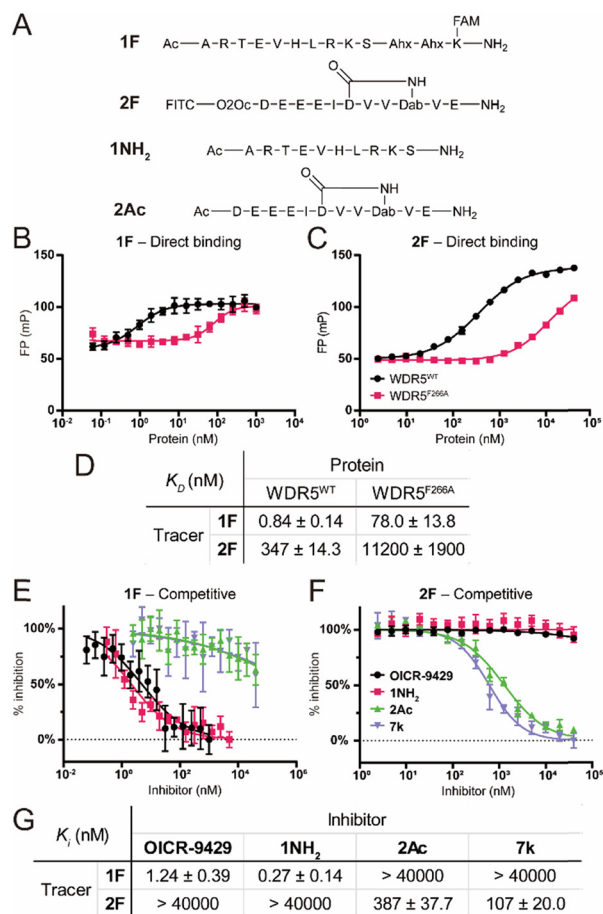 A
FAM
1F
Ac—A—R—T—E—V—H—L—R—K—S—Ahx—Ahx—K—NH2
O
NH
2F
FITC—O2Oc—D—E—E—E—I—D—V—V—Dab—V—E—NH2
1NH2
Ac—A—R—T—E—V—H—L—R—K—S—NH2
O
NH
2Ac
Ac—D—E—E—E—I—D—V—V—Dab—V—E—NH2
B
1F – Direct binding
FP (mP)
150
100
50
0
10-2 10-1 100 101 102 103 104
Protein (nM)
C
2F – Direct binding
FP (mP)
150
100
50
0
100 101 102 103 104 105
Protein (nM)
WDR5WT
WDR5F266A
D
KD (nM)
Protein
WDR5WT WDR5F266A
Tracer
1F 0.84 ± 0.14 78.0 ± 13.8
2F 347 ± 14.3 11200 ± 1900
E
1F – Competitive
% inhibition
100%
50%
0%
10-2 100 102 104 106
Inhibitor (nM)
F
2F – Competitive
% inhibition
100%
50%
0%
100 101 102 103 104 105
Inhibitor (nM)
OICR-9429
1NH2
2Ac
7k
G
Ki (nM)
Inhibitor
OICR-9429 1NH2 2Ac 7k
Tracer
1F 1.24 ± 0.39 0.27 ± 0.14 > 40000 > 40000
2F > 40000 > 40000 387 ± 37.7 107 ± 20.0